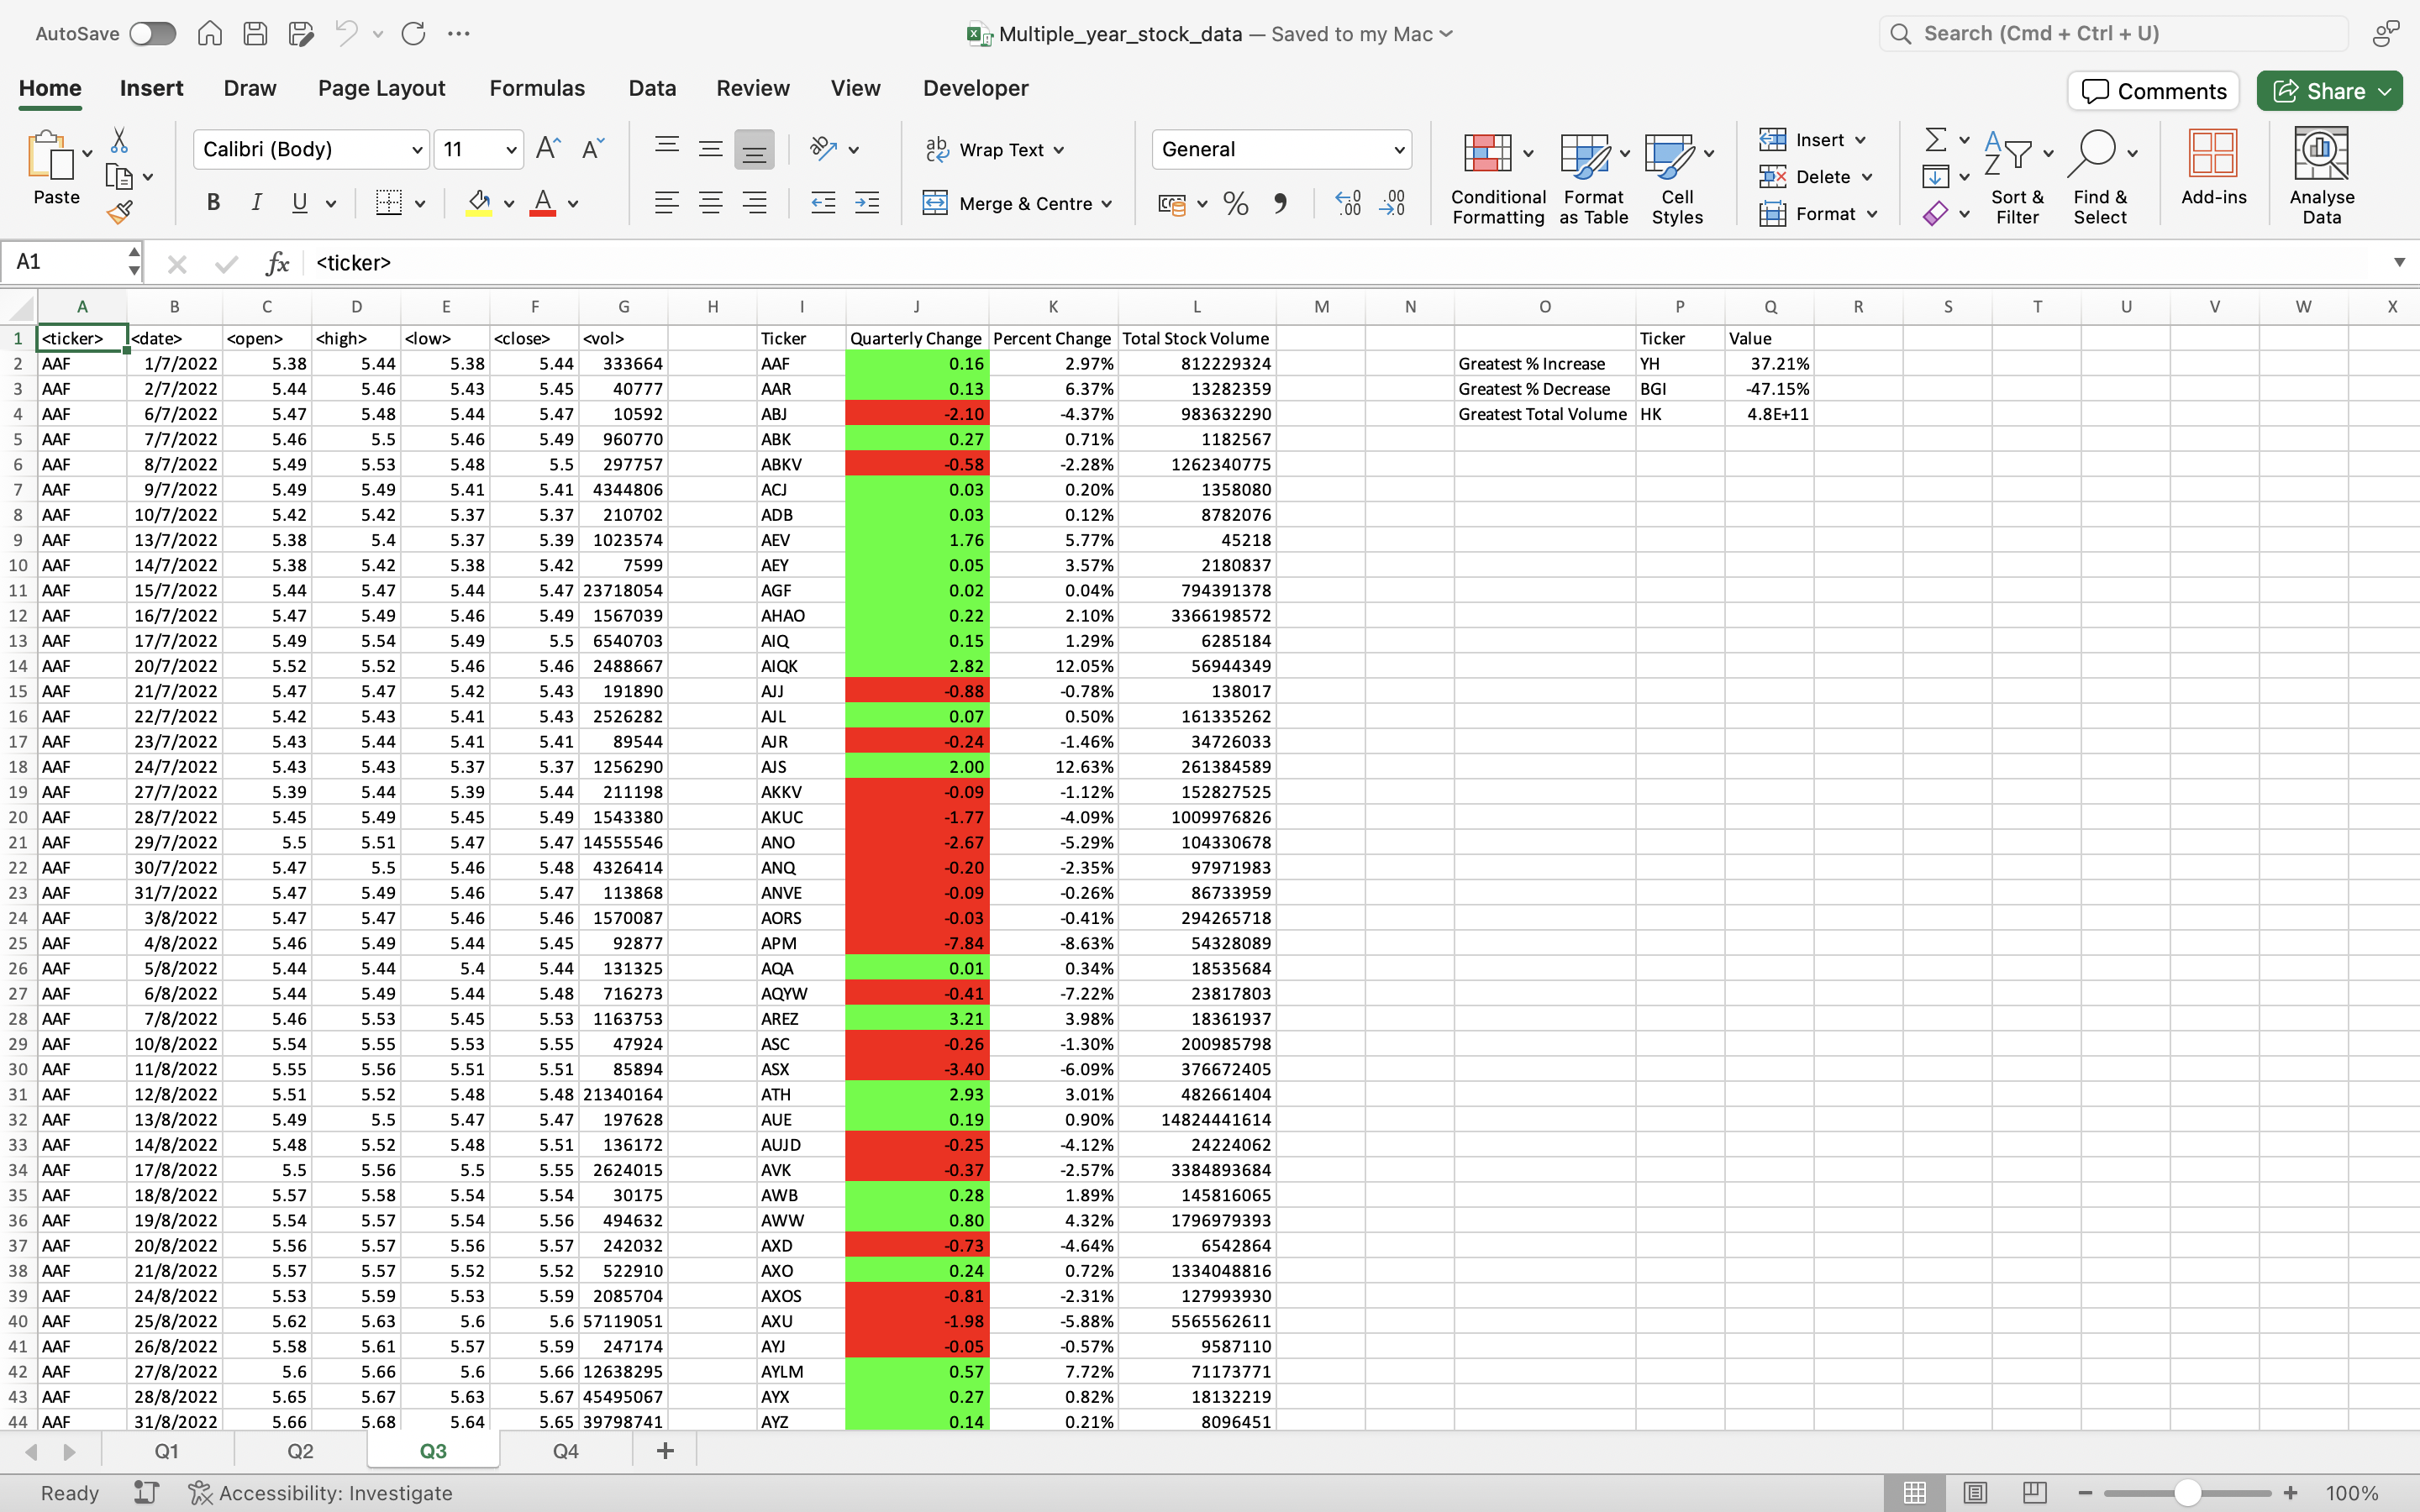 AutoSave
Multiple_year_stock_data — Saved to my Mac
Search (Cmd + Ctrl + U)
Home Insert Draw Page Layout Formulas Data Review View Developer
Comments Share
Paste
Calibri (Body) 11
Wrap Text
Merge & Centre
General
Conditional Formatting
Format as Table
Cell Styles
Insert
Delete
Format
Sort & Filter
Find & Select
Add-ins
Analyse Data
A1 fx <ticker>
A B C D E F G H I J K L M N O P Q R S T U V W X
1 <ticker> <date> <open> <high> <low> <close> <vol> Ticker Quarterly Change Percent Change Total Stock Volume Ticker Value
2 AAF 1/7/2022 5.38 5.44 5.38 5.44 333664 AAF 0.16 2.97% 812229324 Greatest % Increase YH 37.21%
3 AAF 2/7/2022 5.44 5.46 5.43 5.45 40777 AAR 0.13 6.37% 13282359 Greatest % Decrease BGI -47.15%
4 AAF 6/7/2022 5.47 5.48 5.44 5.47 10592 ABJ -2.10 -4.37% 983632290 Greatest Total Volume HK 4.8E+11
5 AAF 7/7/2022 5.46 5.5 5.46 5.49 960770 ABK 0.27 0.71% 1182567
6 AAF 8/7/2022 5.49 5.53 5.48 5.5 297757 ABKV -0.58 -2.28% 1262340775
7 AAF 9/7/2022 5.49 5.49 5.41 5.41 4344806 ACJ 0.03 0.20% 1358080
8 AAF 10/7/2022 5.42 5.42 5.37 5.37 210702 ADB 0.03 0.12% 8782076
9 AAF 13/7/2022 5.38 5.4 5.37 5.39 1023574 AEV 1.76 5.77% 45218
10 AAF 14/7/2022 5.38 5.42 5.38 5.42 7599 AEY 0.05 3.57% 2180837
11 AAF 15/7/2022 5.44 5.47 5.44 5.47 23718054 AGF 0.02 0.04% 794391378
12 AAF 16/7/2022 5.47 5.49 5.46 5.49 1567039 AHAO 0.22 2.10% 3366198572
13 AAF 17/7/2022 5.49 5.54 5.49 5.5 6540703 AIQ 0.15 1.29% 6285184
14 AAF 20/7/2022 5.52 5.52 5.46 5.46 2488667 AIQK 2.82 12.05% 56944349
15 AAF 21/7/2022 5.47 5.47 5.42 5.43 191890 AJJ -0.88 -0.78% 138017
16 AAF 22/7/2022 5.42 5.43 5.41 5.43 2526282 AJL 0.07 0.50% 161335262
17 AAF 23/7/2022 5.43 5.44 5.41 5.41 89544 AJR -0.24 -1.46% 34726033
18 AAF 24/7/2022 5.43 5.43 5.37 5.37 1256290 AJS 2.00 12.63% 261384589
19 AAF 27/7/2022 5.39 5.44 5.39 5.44 211198 AKKV -0.09 -1.12% 152827525
20 AAF 28/7/2022 5.45 5.49 5.45 5.49 1543380 AKUC -1.77 -4.09% 1009976826
21 AAF 29/7/2022 5.5 5.51 5.47 5.47 14555546 ANO -2.67 -5.29% 104330678
22 AAF 30/7/2022 5.47 5.5 5.46 5.48 4326414 ANQ -0.20 -2.35% 97971983
23 AAF 31/7/2022 5.47 5.49 5.46 5.47 113868 ANVE -0.09 -0.26% 86733959
24 AAF 3/8/2022 5.47 5.47 5.46 5.46 1570087 AORS -0.03 -0.41% 294265718
25 AAF 4/8/2022 5.46 5.49 5.44 5.45 92877 APM -7.84 -8.63% 54328089
26 AAF 5/8/2022 5.44 5.44 5.4 5.44 131325 AQA 0.01 0.34% 18535684
27 AAF 6/8/2022 5.44 5.49 5.44 5.48 716273 AQYW -0.41 -7.22% 23817803
28 AAF 7/8/2022 5.46 5.53 5.45 5.53 1163753 AREZ 3.21 3.98% 18361937
29 AAF 10/8/2022 5.54 5.55 5.53 5.55 47924 ASC -0.26 -1.30% 200985798
30 AAF 11/8/2022 5.55 5.56 5.51 5.51 85894 ASX -3.40 -6.09% 376672405
31 AAF 12/8/2022 5.51 5.52 5.48 5.48 21340164 ATH 2.93 3.01% 482661404
32 AAF 13/8/2022 5.49 5.5 5.47 5.47 197628 AUE 0.19 0.90% 14824441614
33 AAF 14/8/2022 5.48 5.52 5.48 5.51 136172 AUJD -0.25 -4.12% 24224062
34 AAF 17/8/2022 5.5 5.56 5.5 5.55 2624015 AVK -0.37 -2.57% 3384893684
35 AAF 18/8/2022 5.57 5.58 5.54 5.54 30175 AWB 0.28 1.89% 145816065
36 AAF 19/8/2022 5.54 5.57 5.54 5.56 494632 AWW 0.80 4.32% 1796979393
37 AAF 20/8/2022 5.56 5.57 5.56 5.57 242032 AXD -0.73 -4.64% 6542864
38 AAF 21/8/2022 5.57 5.57 5.52 5.52 522910 AXO 0.24 0.72% 1334048816
39 AAF 24/8/2022 5.53 5.59 5.53 5.59 2085704 AXOS -0.81 -2.31% 127993930
40 AAF 25/8/2022 5.62 5.63 5.6 5.6 57119051 AXU -1.98 -5.88% 5565562611
41 AAF 26/8/2022 5.58 5.61 5.57 5.59 247174 AYJ -0.05 -0.57% 9587110
42 AAF 27/8/2022 5.6 5.66 5.6 5.66 12638295 AYLM 0.57 7.72% 71173771
43 AAF 28/8/2022 5.65 5.67 5.63 5.67 45495067 AYX 0.27 0.82% 18132219
44 AAF 31/8/2022 5.66 5.68 5.64 5.65 39798741 AYZ 0.14 0.21% 8096451
Q1 Q2 Q3 Q4 +
Ready Accessibility: Investigate 100%